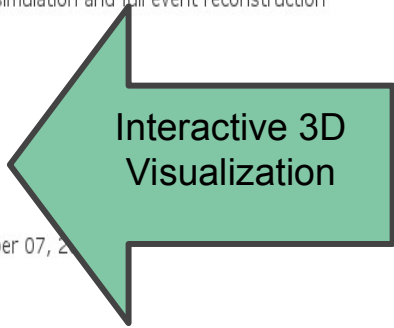 simulation and full event reconstruction
Interactive 3D
Visualization
er 07, 2